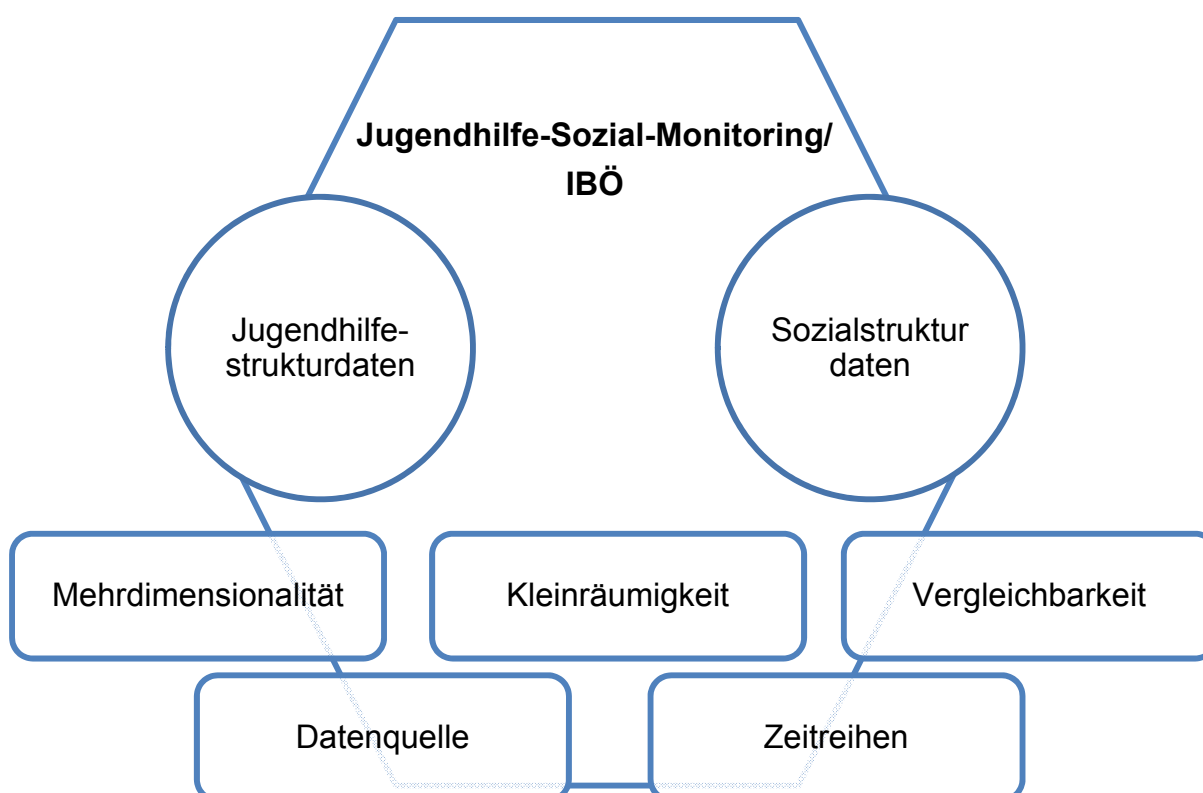 Jugendhilfe-Sozial-Monitoring/
IBÖ
Jugendhilfe-
strukturdaten
Sozialstruktur
daten
Mehrdimensionalität
Kleinräumigkeit
Vergleichbarkeit
Datenquelle
Zeitreihen